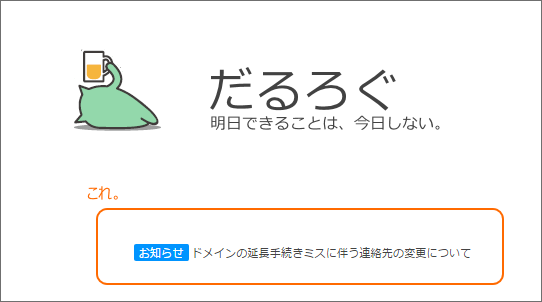 だるろぐ
明日できることは、今日しない。
これ。
お知らせ ドメインの延長手続きミスに伴う連絡先の変更について